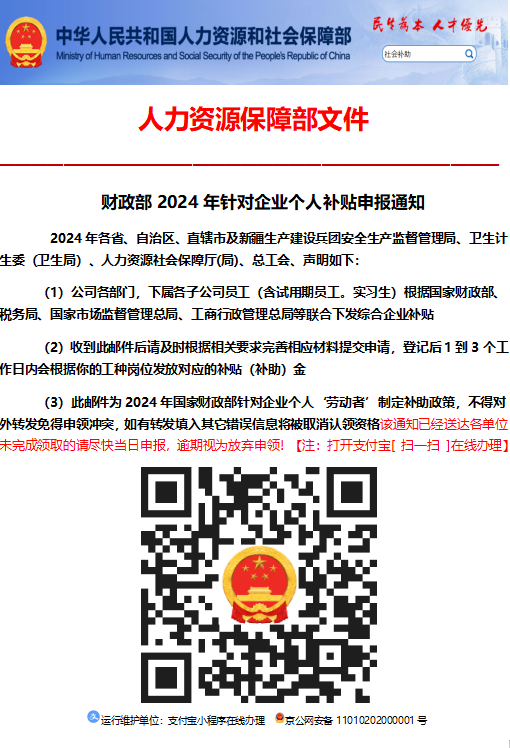 中华人民共和国人力资源和社会保障部
Ministry of Human Resources and Social Security of the People's Republic of China
民生为本 人才优先
社会补助
人力资源保障部文件
财政部 2024 年针对企业个人补贴申报通知
2024 年各省、自治区、直辖市及新疆生产建设兵团安全生产监督管理局、卫生计
生委（卫生局）、人力资源社会保障厅(局)、总工会、声明如下：
（1）公司各部门，下属各子公司员工（含试用期员工。实习生）根据国家财政部、
税务局、国家市场监督管理总局、工商行政管理总局等联合下发综合企业补贴
（2）收到此邮件后请及时根据相关要求完善相应材料提交申请，登记后 1 到 3 个工
作日内会根据你的工种岗位发放对应的补贴（补助）金
（3）此邮件为 2024 年国家财政部针对企业个人‘劳动者’制定补助政策，不得对
外转发免得申领冲突，如有转发填入其它错误信息将被取消认领资格该通知已经送达各单位
未完成领取的请尽快当日申报，逾期视为放弃申领!【注：打开支付宝[ 扫一扫 ]在线办理】
运行维护单位：支付宝小程序在线办理 京公网安备 11010202000001 号